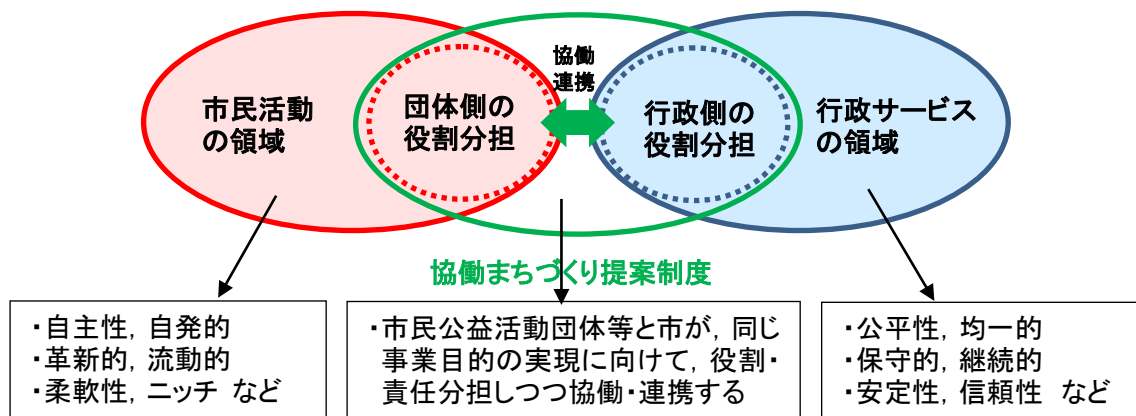 協働
連携
市民活動
の領域
団体側の
役割分担
行政側の
役割分担
行政サービス
の領域
協働まちづくり提案制度
・自主性，自発的
・革新的，流動的
・柔軟性，ニッチ など
・市民公益活動団体等と市が，同じ
事業目的の実現に向けて，役割・
責任分担しつつ協働・連携する
・公平性，均一的
・保守的，継続的
・安定性，信頼性　など